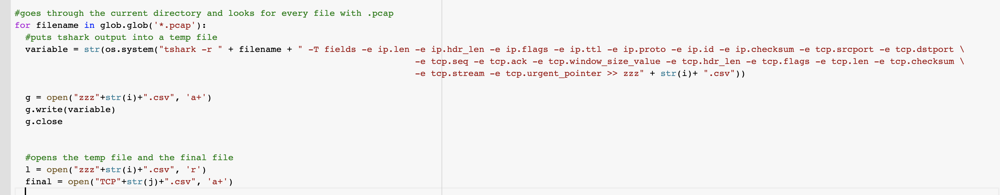 #goes through the current directory and looks for every file with .pcap
for filename in glob.glob('*.pcap'):
  #puts tshark output into a temp file
  variable = str(os.system("tshark -r " + filename + " -T fields -e ip.len -e ip.hdr_len -e ip.flags -e ip.ttl -e ip.proto -e ip.id -e ip.checksum -e tcp.srcport -e tcp.dstport \
                                                                           -e tcp.seq -e tcp.ack -e tcp.window_size_value -e tcp.hdr_len -e tcp.flags -e tcp.len -e tcp.checksum \
                                                                           -e tcp.stream -e tcp.urgent_pointer >> zzz" + str(i)+ ".csv"))
  g = open("zzz"+str(i)+".csv", 'a+')
  g.write(variable)
  g.close
  #opens the temp file and the final file
  l = open("zzz"+str(i)+".csv", 'r')
  final = open("TCP"+str(j)+".csv", 'a+')